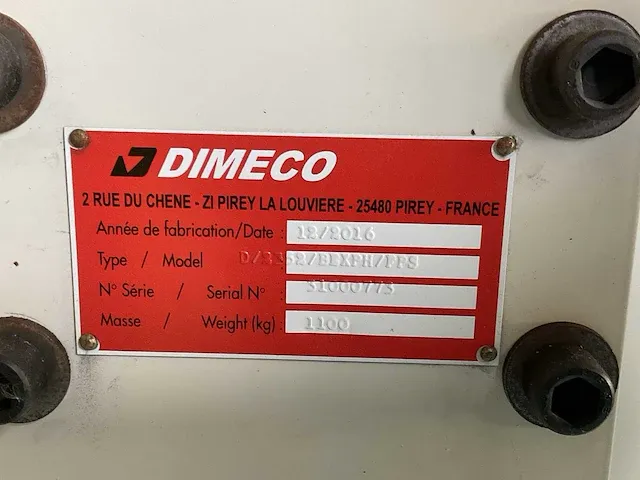 DIMECO
2 RUE DU CHENE - ZI PIREY LA LOUVIERE - 25480 PIREY - FRANCE
Année de fabrication/Date : 12/2016
Type / Model
N° Série / Serial N° : 31000773
Masse / Weight (kg) : 1100